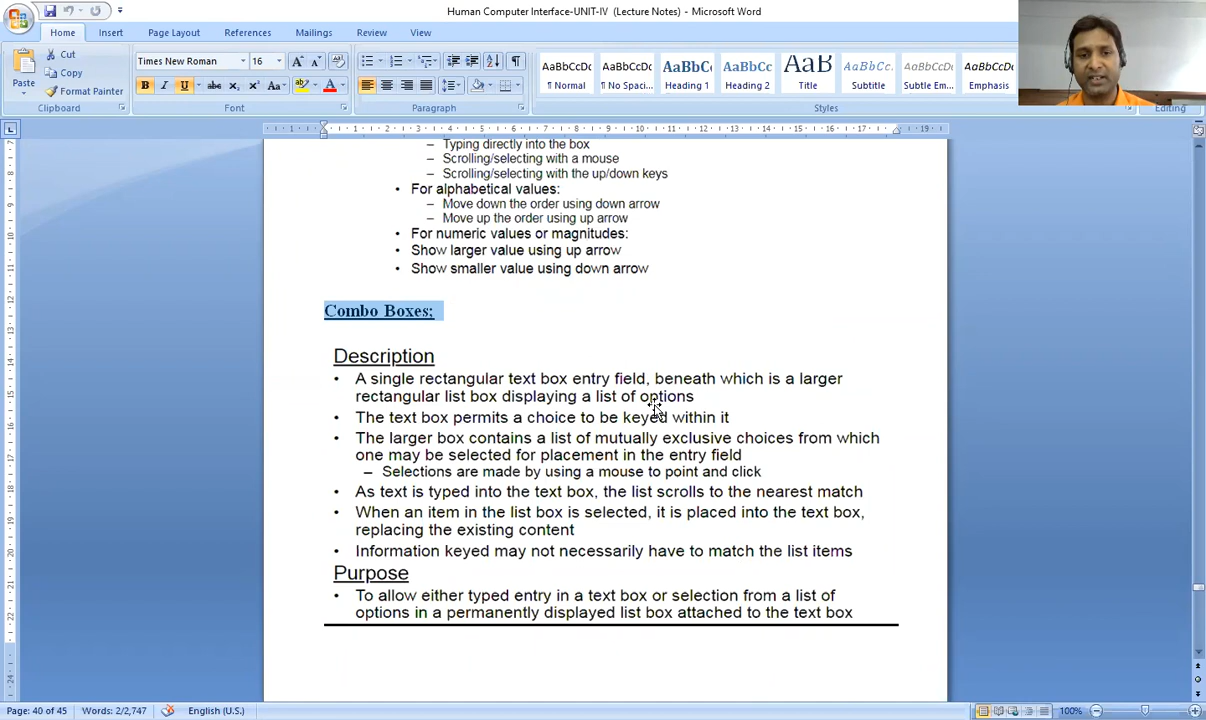 Human Computer Interface-UNIT-IV (Lecture Notes) - Microsoft Word
Home Insert Page Layout References Mailings Review View
Paste
Cut
Copy
Format Painter
Clipboard
Times New Roman 16
Font
Paragraph
AaBbCcDc AaBbCcDc AaBbC AaBbCc AaB AaBbCc AaBbCcDc AaBbCcDc
¶ Normal ¶ No Spaci... Heading 1 Heading 2 Title Subtitle Subtle Em... Emphasis
Styles
Editing
– Typing directly into the box
– Scrolling/selecting with a mouse
– Scrolling/selecting with the up/down keys
• For alphabetical values:
– Move down the order using down arrow
– Move up the order using up arrow
• For numeric values or magnitudes:
• Show larger value using up arrow
• Show smaller value using down arrow
Combo Boxes:
Description
• A single rectangular text box entry field, beneath which is a larger
rectangular list box displaying a list of options
• The text box permits a choice to be keyed within it
• The larger box contains a list of mutually exclusive choices from which
one may be selected for placement in the entry field
– Selections are made by using a mouse to point and click
• As text is typed into the text box, the list scrolls to the nearest match
• When an item in the list box is selected, it is placed into the text box,
replacing the existing content
• Information keyed may not necessarily have to match the list items
Purpose
• To allow either typed entry in a text box or selection from a list of
options in a permanently displayed list box attached to the text box
Page: 40 of 45 Words: 2/2,747 English (U.S.) 100%